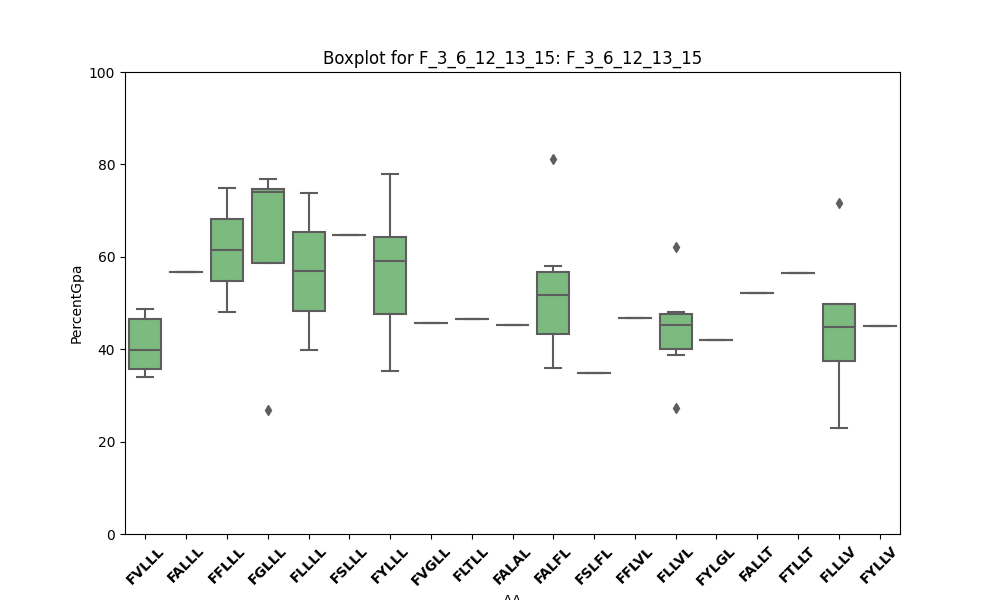 Boxplot for F_3_6_12_13_15: F_3_6_12_13_15
100
80
60
40
20
0
PercentGpa
FVLLL
FALLL
FFLLL
FGLLL
FLLLL
FSLLL
FYLLL
FVGLL
FLTLL
FALAL
FALFL
FSLFL
FFLVL
FLLVL
FYLGL
FALLT
FTLLT
FLLLV
FYLLV
AA